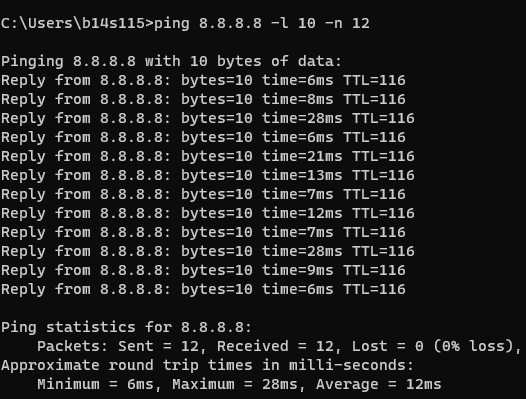 C:\Users\b14s115>ping 8.8.8.8 -l 10 -n 12
Pinging 8.8.8.8 with 10 bytes of data:
Reply from 8.8.8.8: bytes=10 time=6ms TTL=116
Reply from 8.8.8.8: bytes=10 time=8ms TTL=116
Reply from 8.8.8.8: bytes=10 time=28ms TTL=116
Reply from 8.8.8.8: bytes=10 time=6ms TTL=116
Reply from 8.8.8.8: bytes=10 time=21ms TTL=116
Reply from 8.8.8.8: bytes=10 time=13ms TTL=116
Reply from 8.8.8.8: bytes=10 time=7ms TTL=116
Reply from 8.8.8.8: bytes=10 time=12ms TTL=116
Reply from 8.8.8.8: bytes=10 time=7ms TTL=116
Reply from 8.8.8.8: bytes=10 time=28ms TTL=116
Reply from 8.8.8.8: bytes=10 time=9ms TTL=116
Reply from 8.8.8.8: bytes=10 time=6ms TTL=116
Ping statistics for 8.8.8.8:
    Packets: Sent = 12, Received = 12, Lost = 0 (0% loss),
Approximate round trip times in milli-seconds:
    Minimum = 6ms, Maximum = 28ms, Average = 12ms